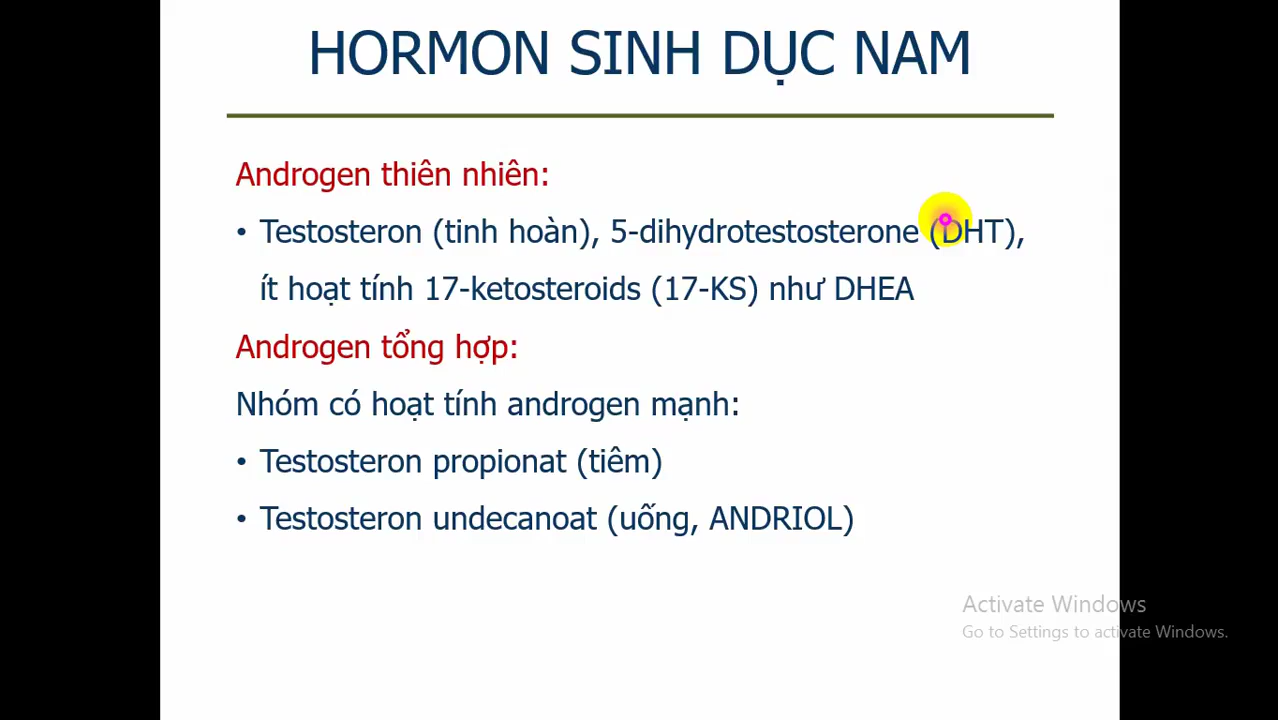 HORMON SINH DỤC NAM
Androgen thiên nhiên:
• Testosteron (tinh hoàn), 5-dihydrotestosterone (DHT),
ít hoạt tính 17-ketosteroids (17-KS) như DHEA
Androgen tổng hợp:
Nhóm có hoạt tính androgen mạnh:
• Testosteron propionat (tiêm)
• Testosteron undecanoat (uống, ANDRIOL)
Activate Windows
Go to Settings to activate Windows.